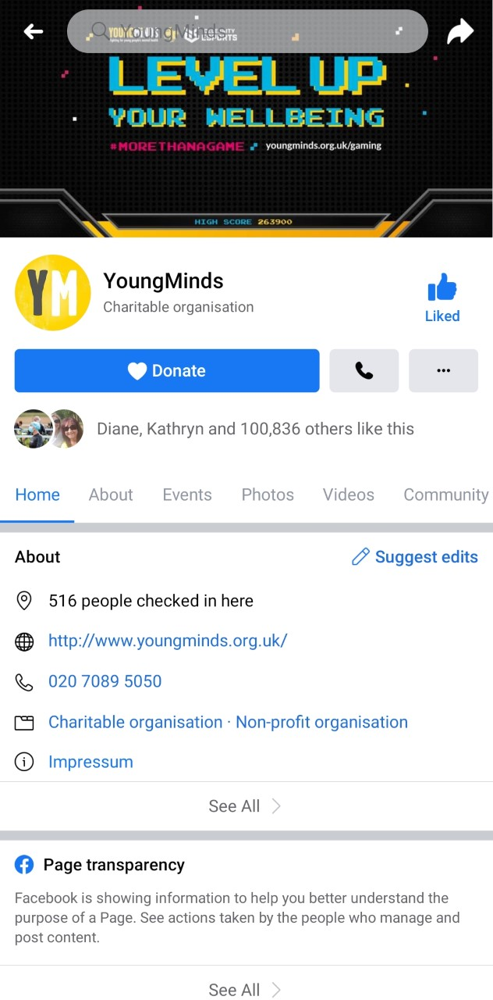 YoungMinds
LEVEL UP
YOUR WELLBEING
#MORETHANAGAME youngminds.org.uk/gaming
HIGH SCORE 263900
YM
YoungMinds
Charitable organisation
Liked
Donate
Diane, Kathryn and 100,836 others like this
Home About Events Photos Videos Community
About
Suggest edits
516 people checked in here
http://www.youngminds.org.uk/
020 7089 5050
Charitable organisation · Non-profit organisation
Impressum
See All
Page transparency
Facebook is showing information to help you better understand the
purpose of a Page. See actions taken by the people who manage and
post content.
See All